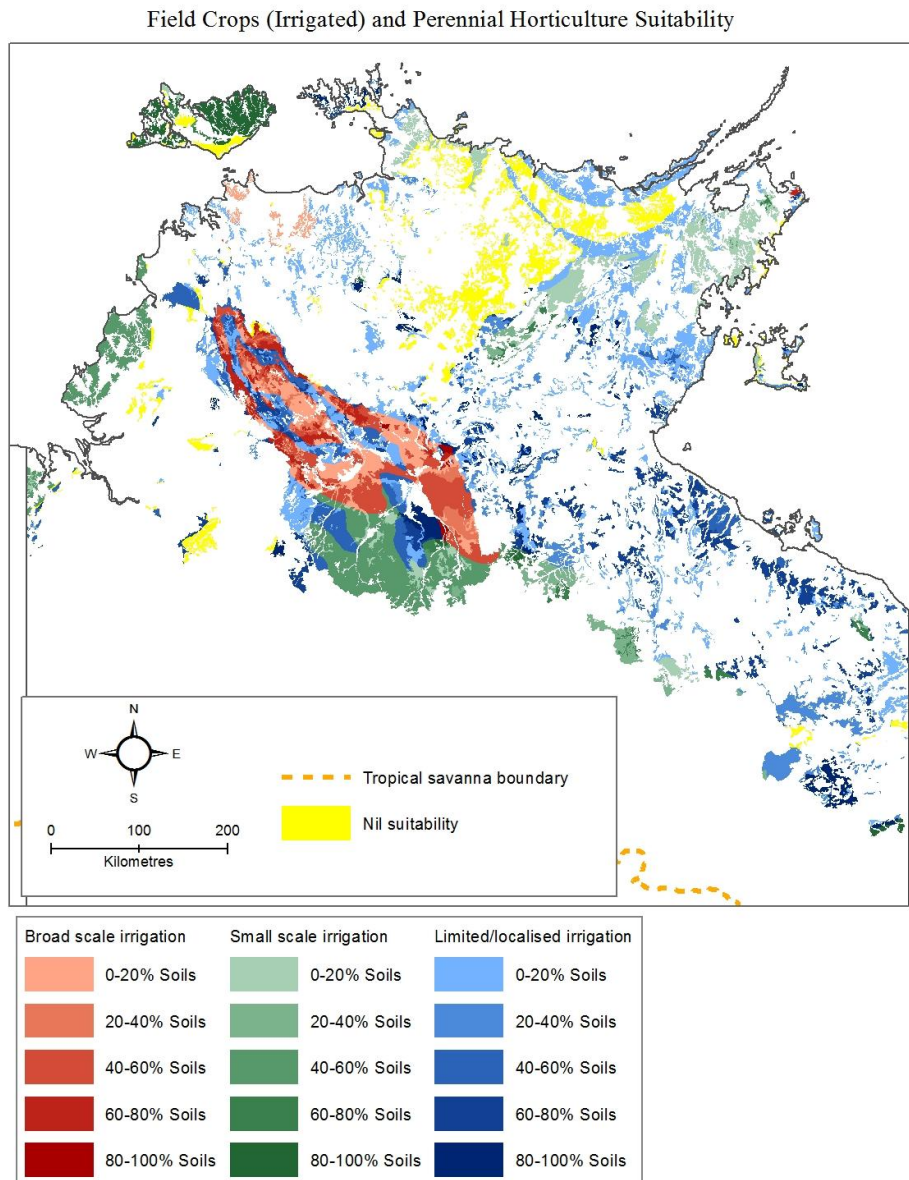 Field Crops (Irrigated) and Perennial Horticulture Suitability
N
W E
S
0 100 200
Kilometres
Tropical savanna boundary
Nil suitability
Broad scale irrigation Small scale irrigation Limited/localised irrigation
0-20% Soils 0-20% Soils 0-20% Soils
20-40% Soils 20-40% Soils 20-40% Soils
40-60% Soils 40-60% Soils 40-60% Soils
60-80% Soils 60-80% Soils 60-80% Soils
80-100% Soils 80-100% Soils 80-100% Soils